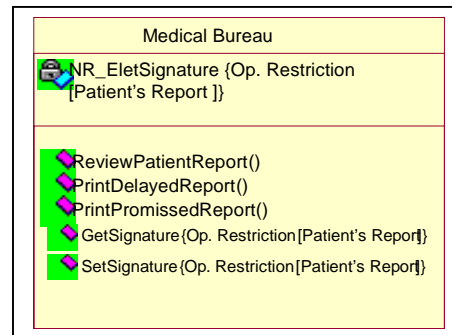 Medical Bureau
NR_EletSignature {Op. Restriction
[Patient's Report ]}
ReviewPatientReport()
PrintDelayedReport()
PrintPromissedReport()
GetSignature{Op. Restriction[Patient's Report]}
SetSignature{Op. Restriction[Patient's Report]}